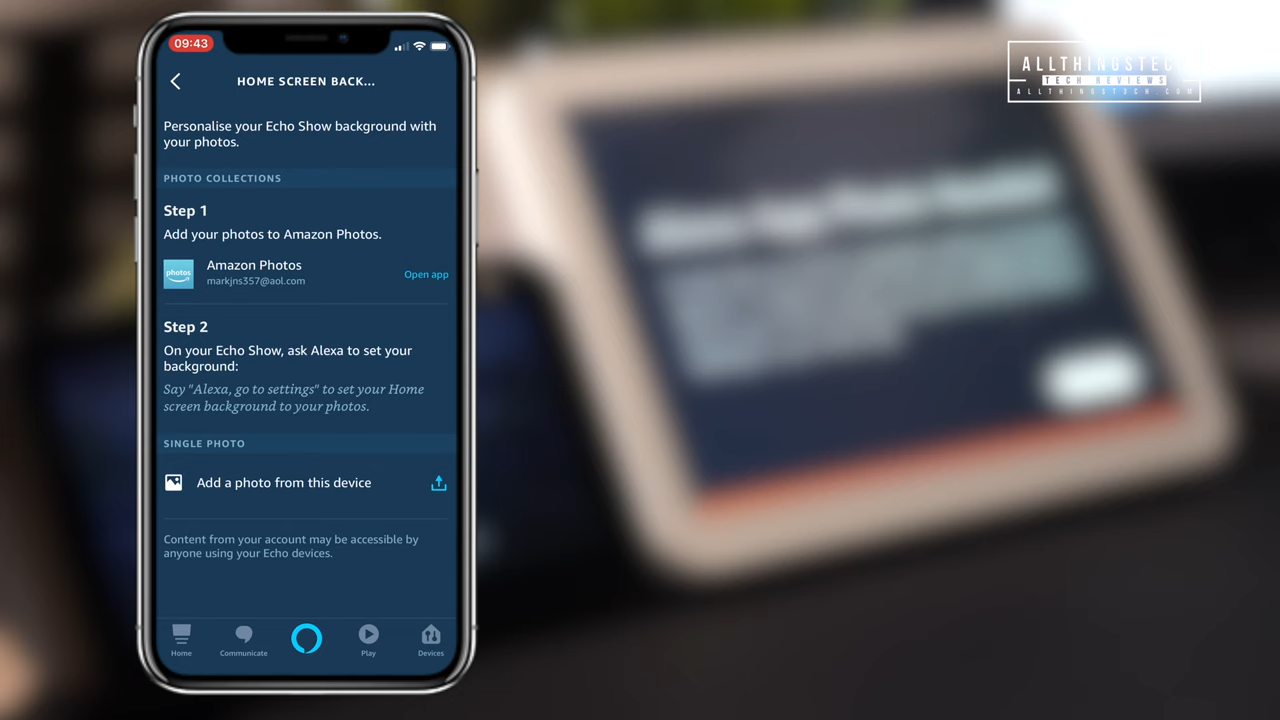 09:43
HOME SCREEN BACK...
Personalise your Echo Show background with
your photos.
PHOTO COLLECTIONS
Step 1
Add your photos to Amazon Photos.
photos
Amazon Photos
markjns357@aol.com
Open app
Step 2
On your Echo Show, ask Alexa to set your
background:
Say "Alexa, go to settings" to set your Home
screen background to your photos.
SINGLE PHOTO
Add a photo from this device
Content from your account may be accessible by
anyone using your Echo devices.
Home
Communicate
Play
Devices
TECH REVIEWS